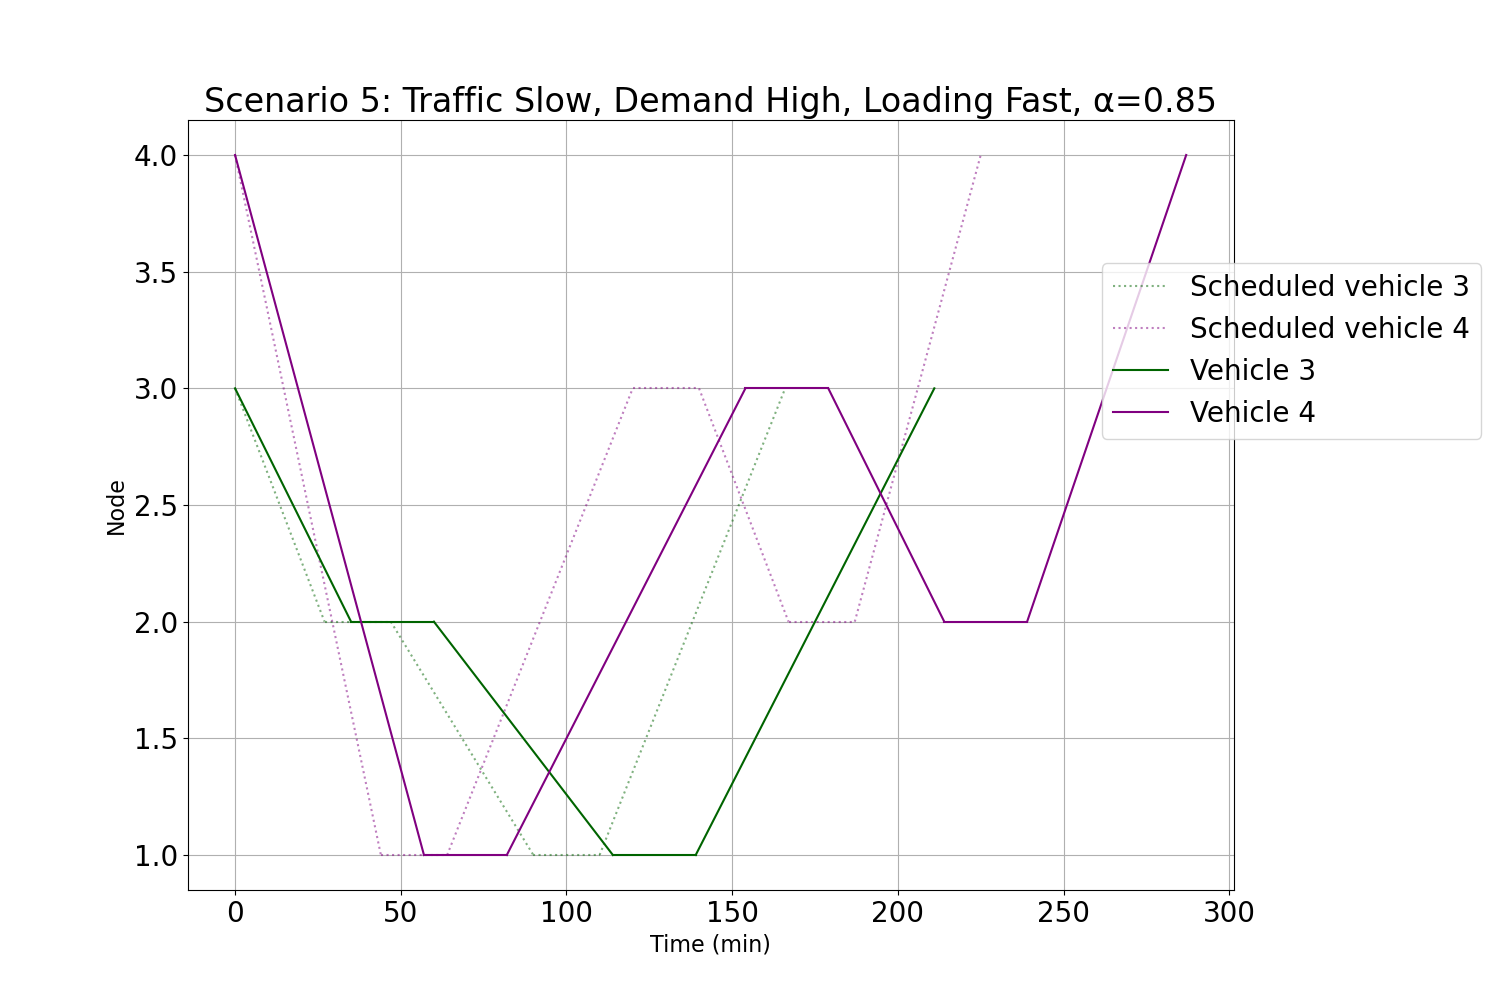 Scenario 5: Traffic Slow, Demand High, Loading Fast, α=0.85
4.0
3.5
3.0
2.5
2.0
1.5
1.0
Node
0 50 100 150 200 250 300
Time (min)
Scheduled vehicle 3
Scheduled vehicle 4
Vehicle 3
Vehicle 4